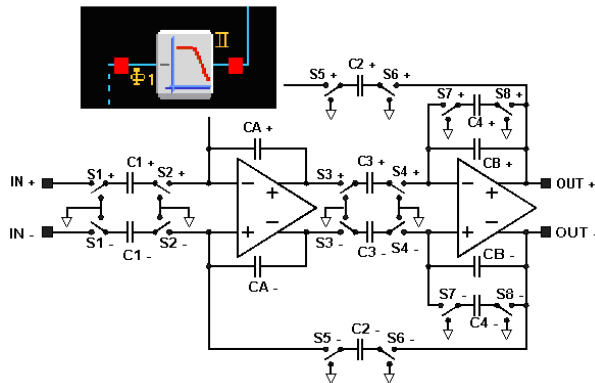 Φ1
II
S5 + C2 + S6 +
S7 + S8 +
C4 +
CA + CB +
S1 + C1 + S2 + S3 + C3 + S4 +
IN + − + − + OUT +
IN - + − + − OUT -
S1 - C1 - S2 - S3 - C3 - S4 -
CA - CB -
S7 - S8 -
C4 -
S5 - C2 - S6 -